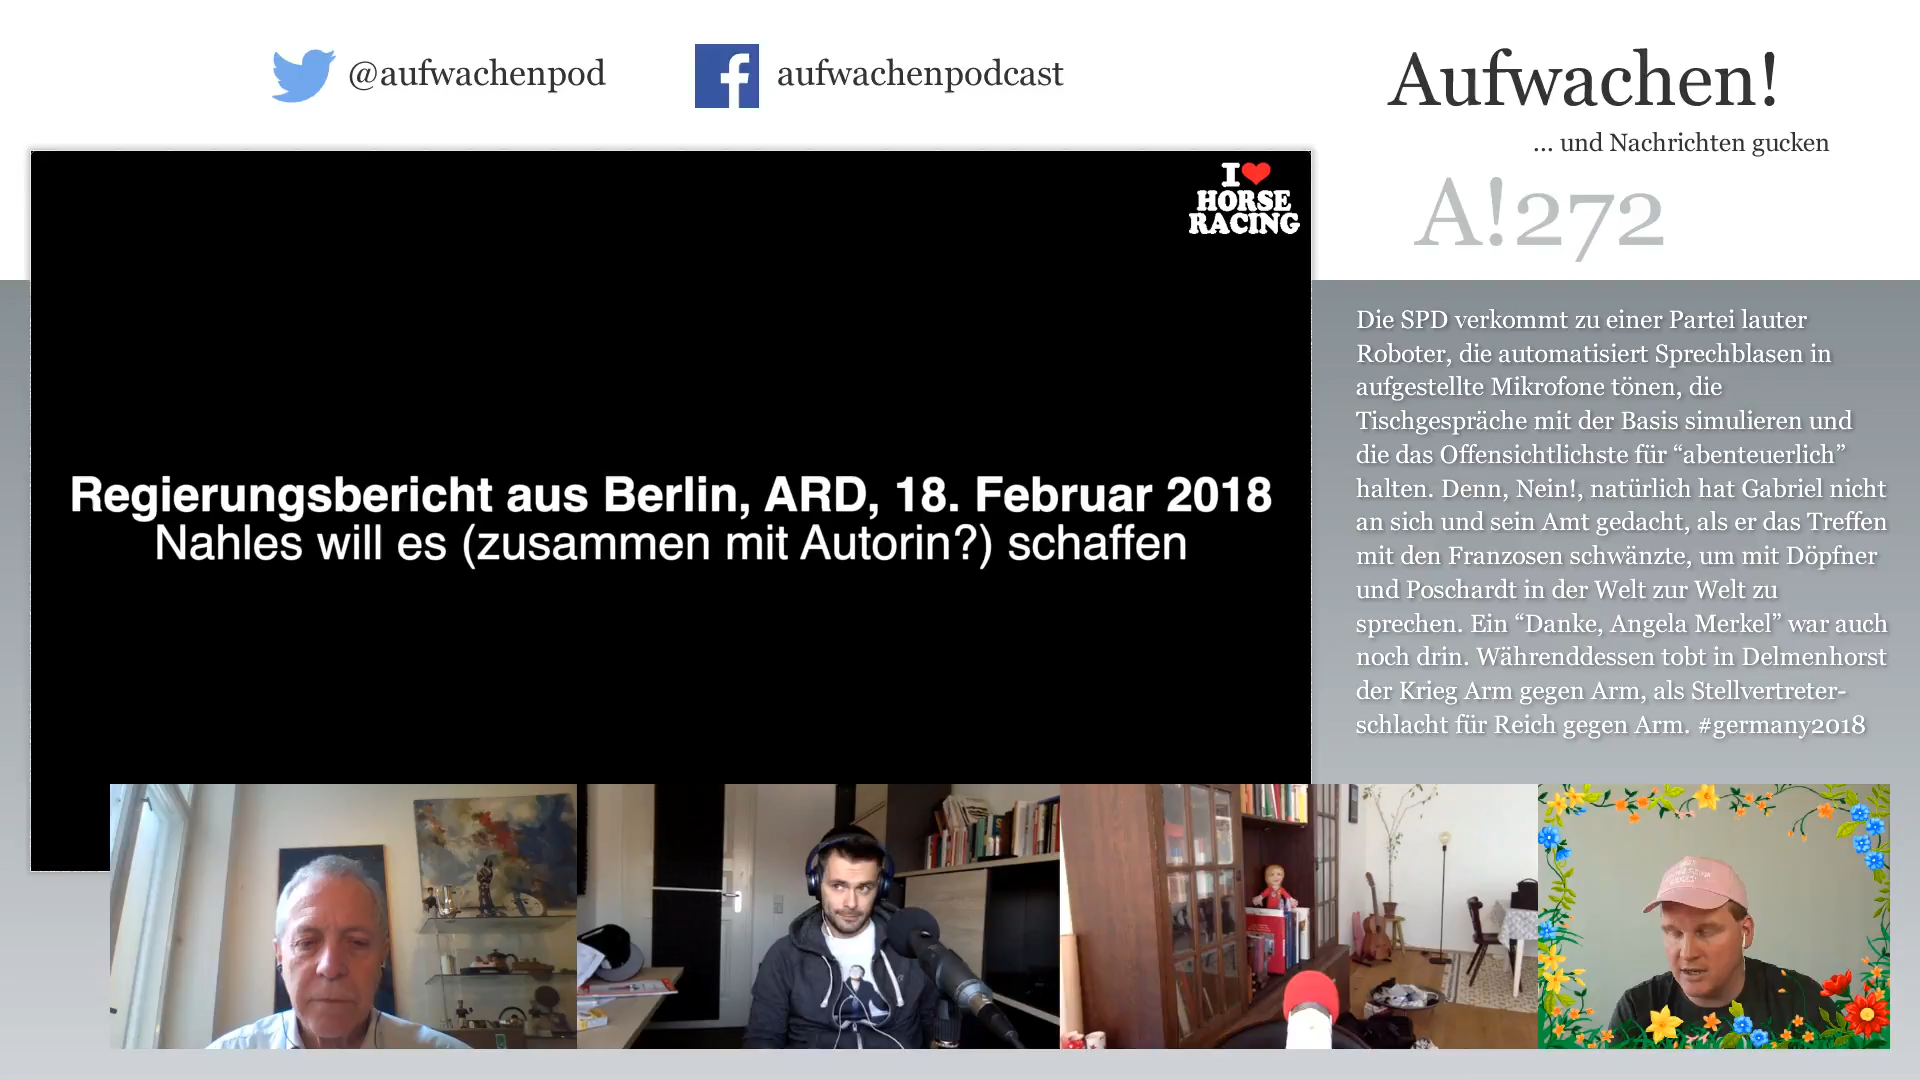 @aufwachenpod
aufwachenpodcast
Aufwachen!
... und Nachrichten gucken
A!272
I
HORSE
RACING
Regierungsbericht aus Berlin, ARD, 18. Februar 2018
Nahles will es (zusammen mit Autorin?) schaffen
Die SPD verkommt zu einer Partei lauter
Roboter, die automatisiert Sprechblasen in
aufgestellte Mikrofone tönen, die
Tischgespräche mit der Basis simulieren und
die das Offensichtlichste für “abenteuerlich”
halten. Denn, Nein!, natürlich hat Gabriel nicht
an sich und sein Amt gedacht, als er das Treffen
mit den Franzosen schwänzte, um mit Döpfner
und Poschardt in der Welt zur Welt zu
sprechen. Ein “Danke, Angela Merkel” war auch
noch drin. Währenddessen tobt in Delmenhorst
der Krieg Arm gegen Arm, als Stellvertreter-
schlacht für Reich gegen Arm. #germany2018